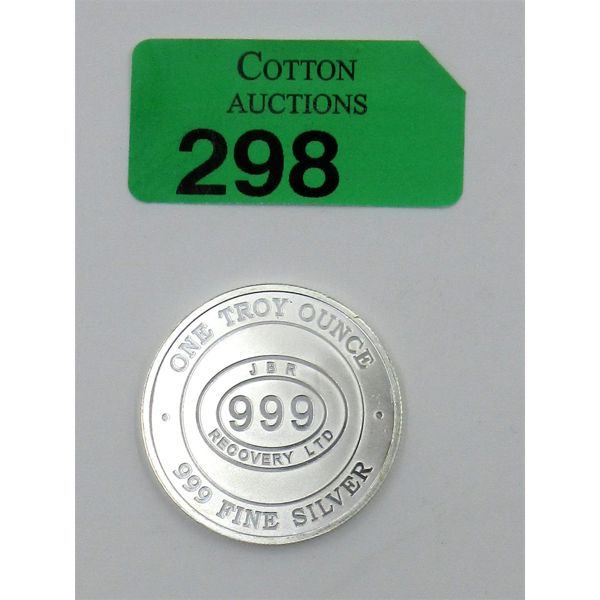 COTTON
AUCTIONS
298
ONE TROY OUNCE
JBR
999
RECOVERY LTD
999 FINE SILVER